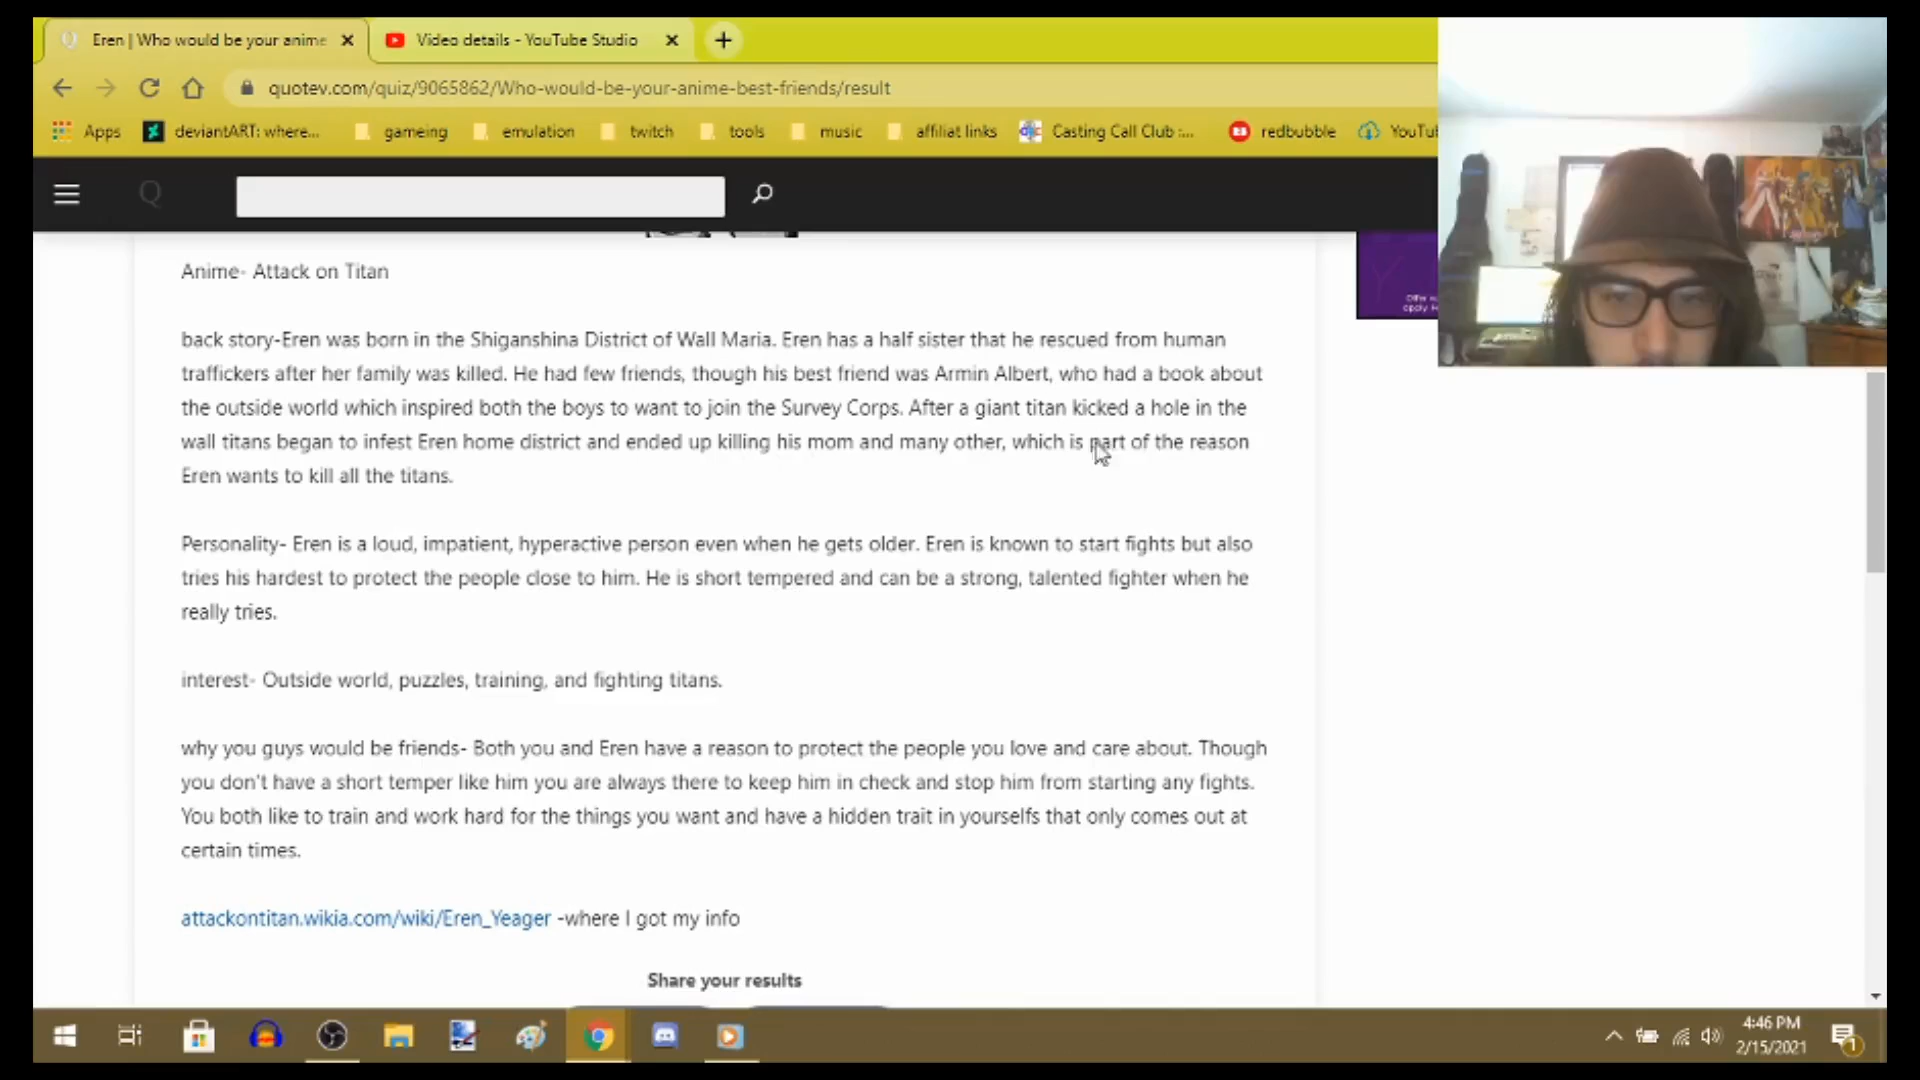 Eren | Who would be your anime
Video details - YouTube Studio
quotev.com/quiz/9065862/Who-would-be-your-anime-best-friends/result
Apps
deviantART: where...
gameing
emulation
twitch
tools
music
affiliat links
Casting Call Club :...
redbubble
YouTu
Q
Anime- Attack on Titan
back story-Eren was born in the Shiganshina District of Wall Maria. Eren has a half sister that he rescued from human
traffickers after her family was killed. He had few friends, though his best friend was Armin Albert, who had a book about
the outside world which inspired both the boys to want to join the Survey Corps. After a giant titan kicked a hole in the
wall titans began to infest Eren home district and ended up killing his mom and many other, which is part of the reason
Eren wants to kill all the titans.
Personality- Eren is a loud, impatient, hyperactive person even when he gets older. Eren is known to start fights but also
tries his hardest to protect the people close to him. He is short tempered and can be a strong, talented fighter when he
really tries.
interest- Outside world, puzzles, training, and fighting titans.
why you guys would be friends- Both you and Eren have a reason to protect the people you love and care about. Though
you don't have a short temper like him you are always there to keep him in check and stop him from starting any fights.
You both like to train and work hard for the things you want and have a hidden trait in yourselfs that only comes out at
certain times.
attackontitan.wikia.com/wiki/Eren_Yeager -where I got my info
Share your results
4:46 PM
2/15/2021
1